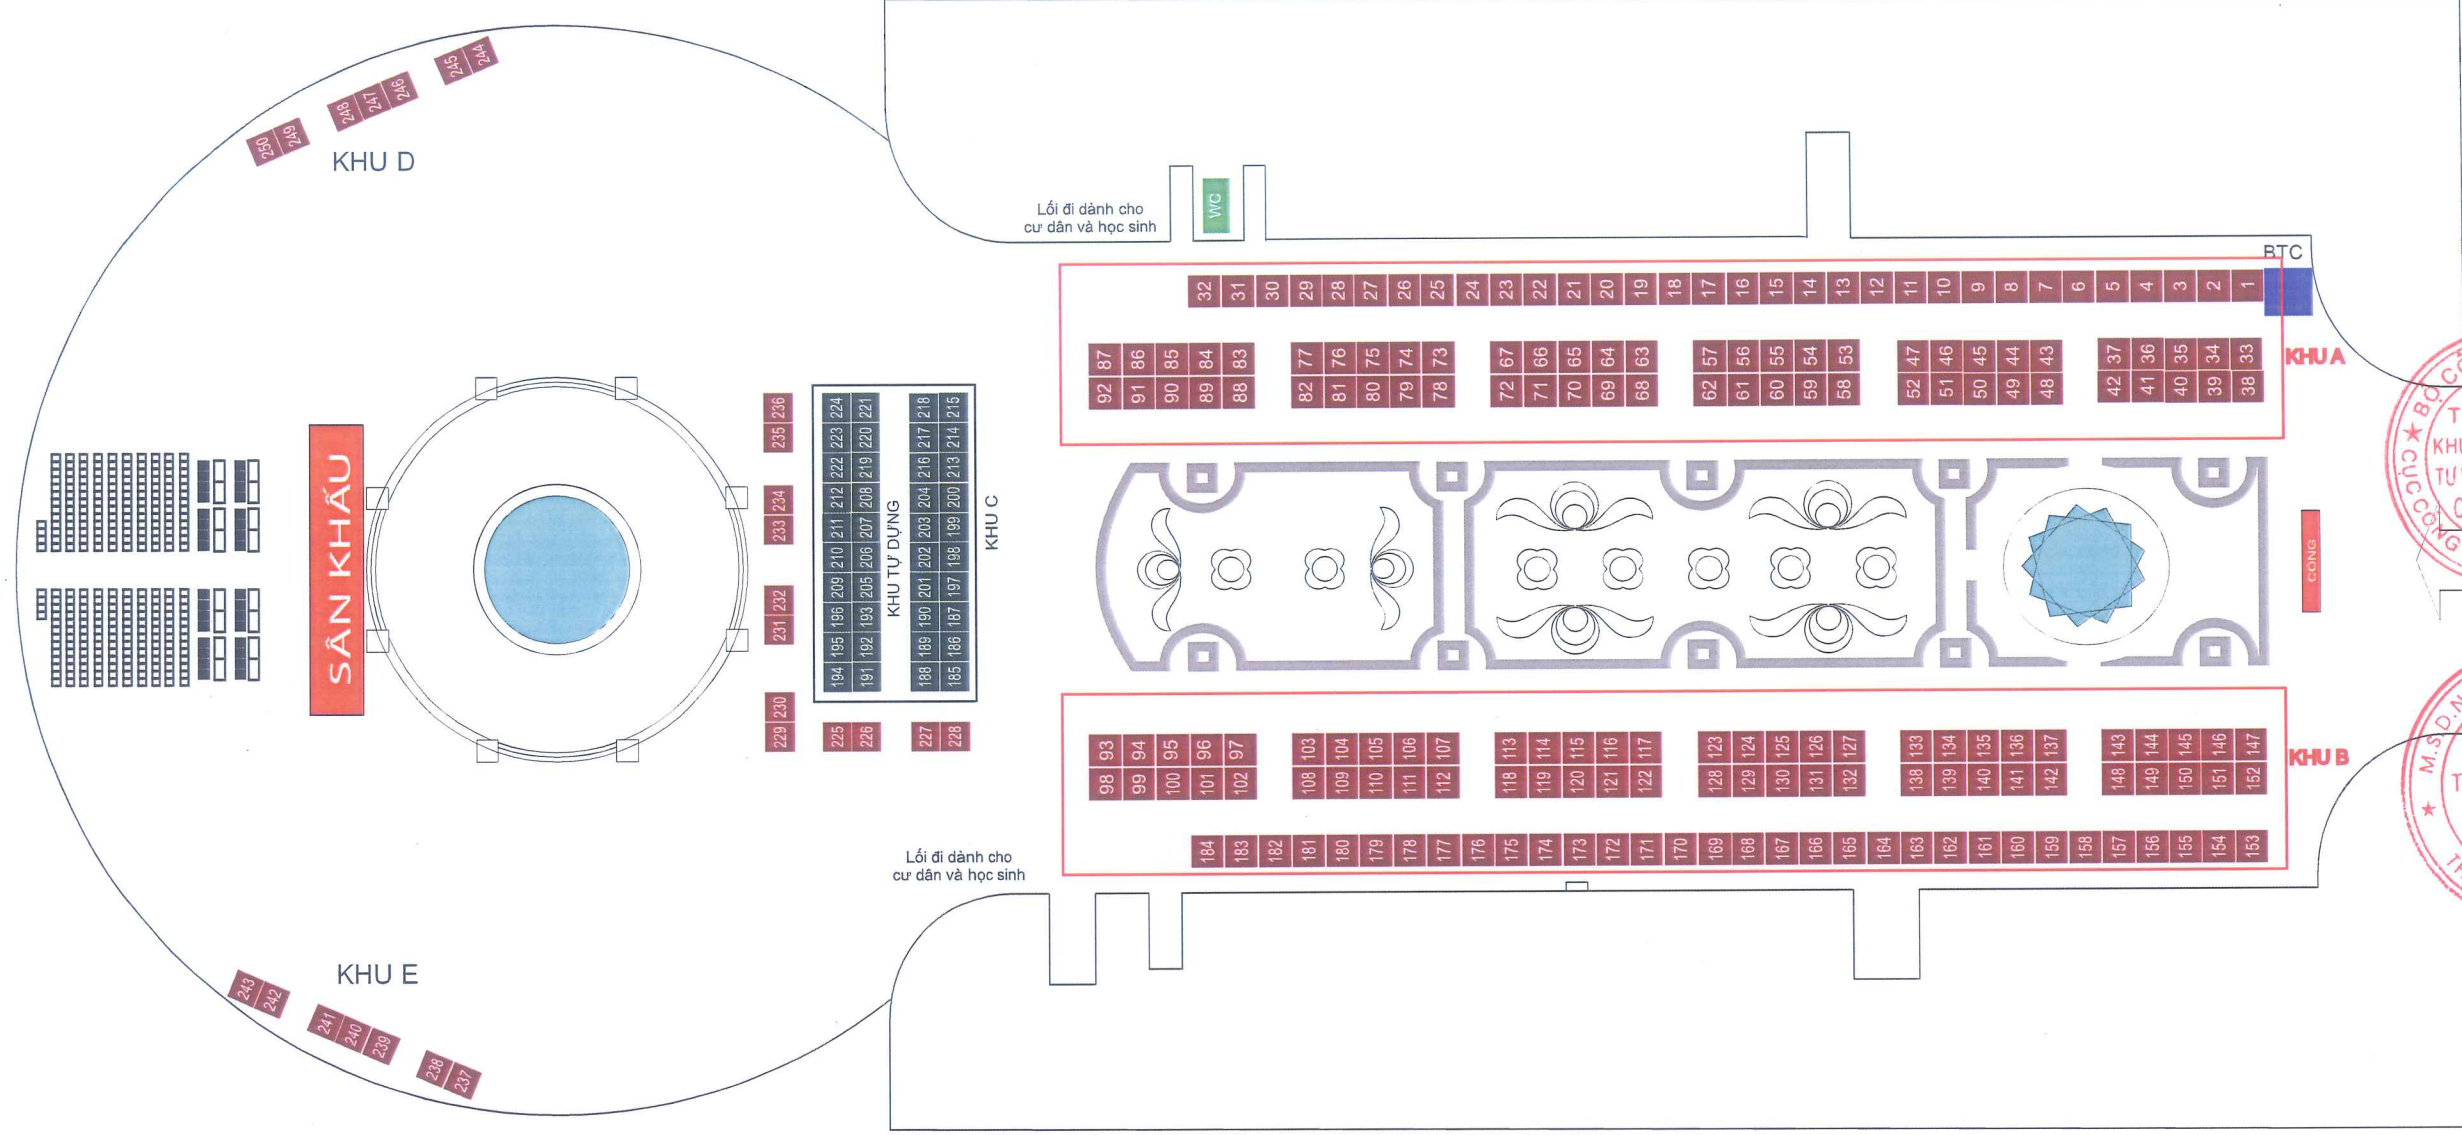 245 244
248 247 246
250 249
KHU D
Lối đi dành cho
cư dân và học sinh
WC
BTC
32 31 30 29 28 27 26 25 24 23 22 21 20 19 18 17 16 15 14 13 12 11 10 9 8 7 6 5 4 3 2 1
87 86 85 84 83 77 76 75 74 73 67 66 65 64 63 57 56 55 54 53 47 46 45 44 43 37 36 35 34 33
KHU A
92 91 90 89 88 82 81 80 79 78 72 71 70 69 68 62 61 60 59 58 52 51 50 49 48 42 41 40 39 38
SÂN KHẤU
236 235 234 233 232 231 230 229
224 223 222 212 211 210 209 196 195 194
221 220 219 208 207 206 205 193 192 191
KHU TỰ DỰNG
218 217 216 204 203 202 201 190 189 188
215 214 213 200 199 198 197 187 186 185
KHU C
225 226 227 228
CỔNG
93 94 95 96 97 103 104 105 106 107 113 114 115 116 117 123 124 125 126 127 133 134 135 136 137 143 144 145 146 147
KHU B
98 99 100 101 102 108 109 110 111 112 118 119 120 121 122 128 129 130 131 132 138 139 140 141 142 148 149 150 151 152
184 183 182 181 180 179 178 177 176 175 174 173 172 171 170 169 168 167 166 165 164 163 162 161 160 159 158 157 156 155 154 153
Lối đi dành cho
cư dân và học sinh
KHU E
243 242
241 240 239
238 237
★ BỘ CÔ
CỤC CÔNG
KHU
TƯ
★ M.S.D.N